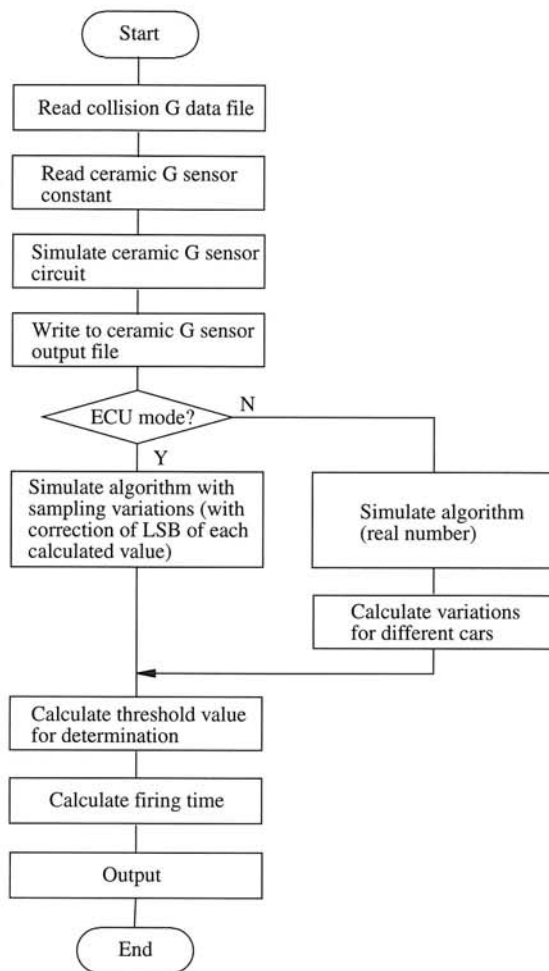 Start
Read collision G data file
Read ceramic G sensor
constant
Simulate ceramic G sensor
circuit
Write to ceramic G sensor
output file
ECU mode?
N
Y
Simulate algorithm with
sampling variations (with
correction of LSB of each
calculated value)
Simulate algorithm
(real number)
Calculate variations
for different cars
Calculate threshold value
for determination
Calculate firing time
Output
End